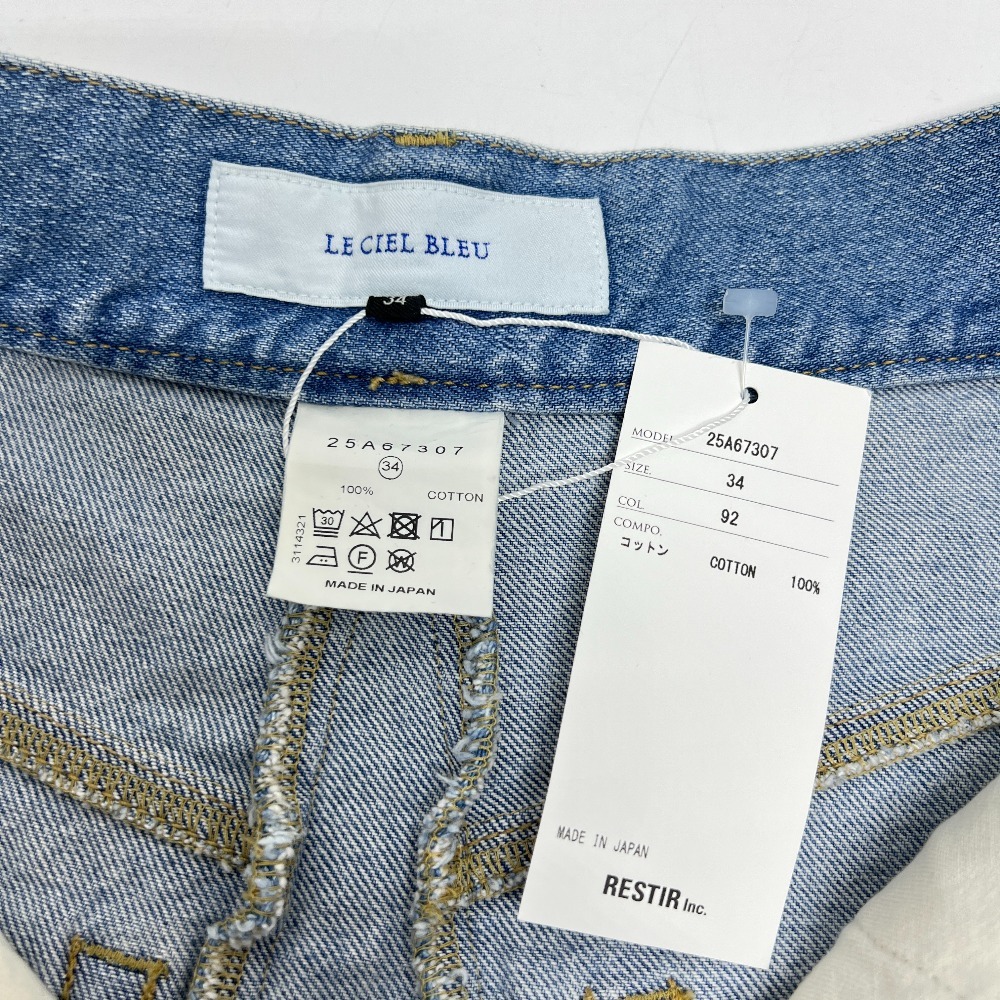 LE CIEL BLEU
34
25A67307
34
100% COTTON
3114321
30
F
MADE IN JAPAN
MODEL 25A67307
SIZE. 34
COL. 92
COMPO.
コットン COTTON 100%
MADE IN JAPAN
RESTIR Inc.